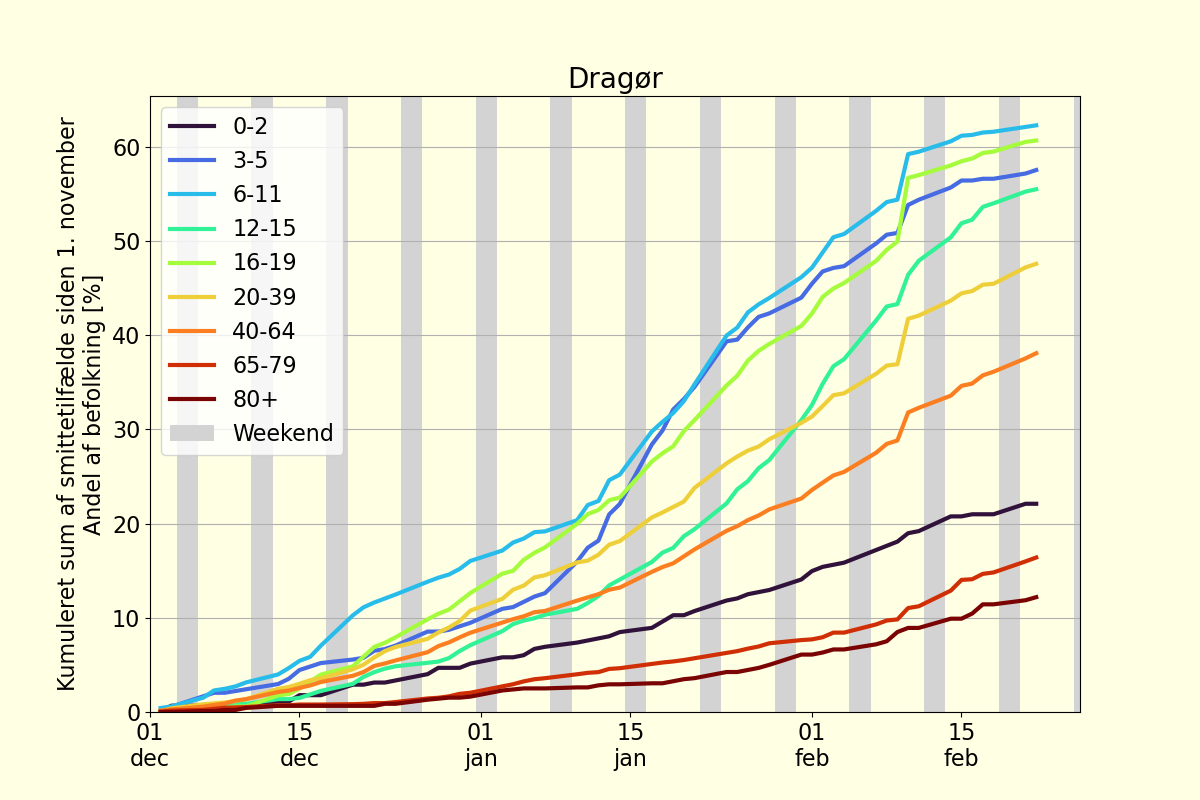 Dragør
Kumuleret sum af smittetilfælde siden 1. november
Andel af befolkning [%]
60
50
40
30
20
10
0
0-2
3-5
6-11
12-15
16-19
20-39
40-64
65-79
80+
Weekend
01 15 01 15 01 15
dec dec jan jan feb feb